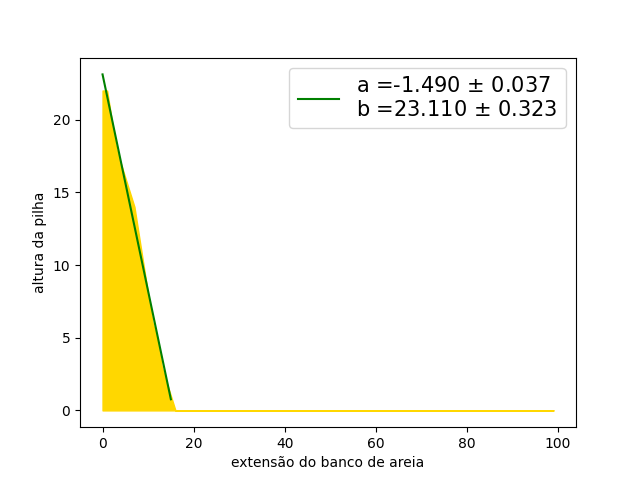 a =-1.490 ± 0.037
b =23.110 ± 0.323
20
15
10
5
0
altura da pilha
0 20 40 60 80 100
extensão do banco de areia